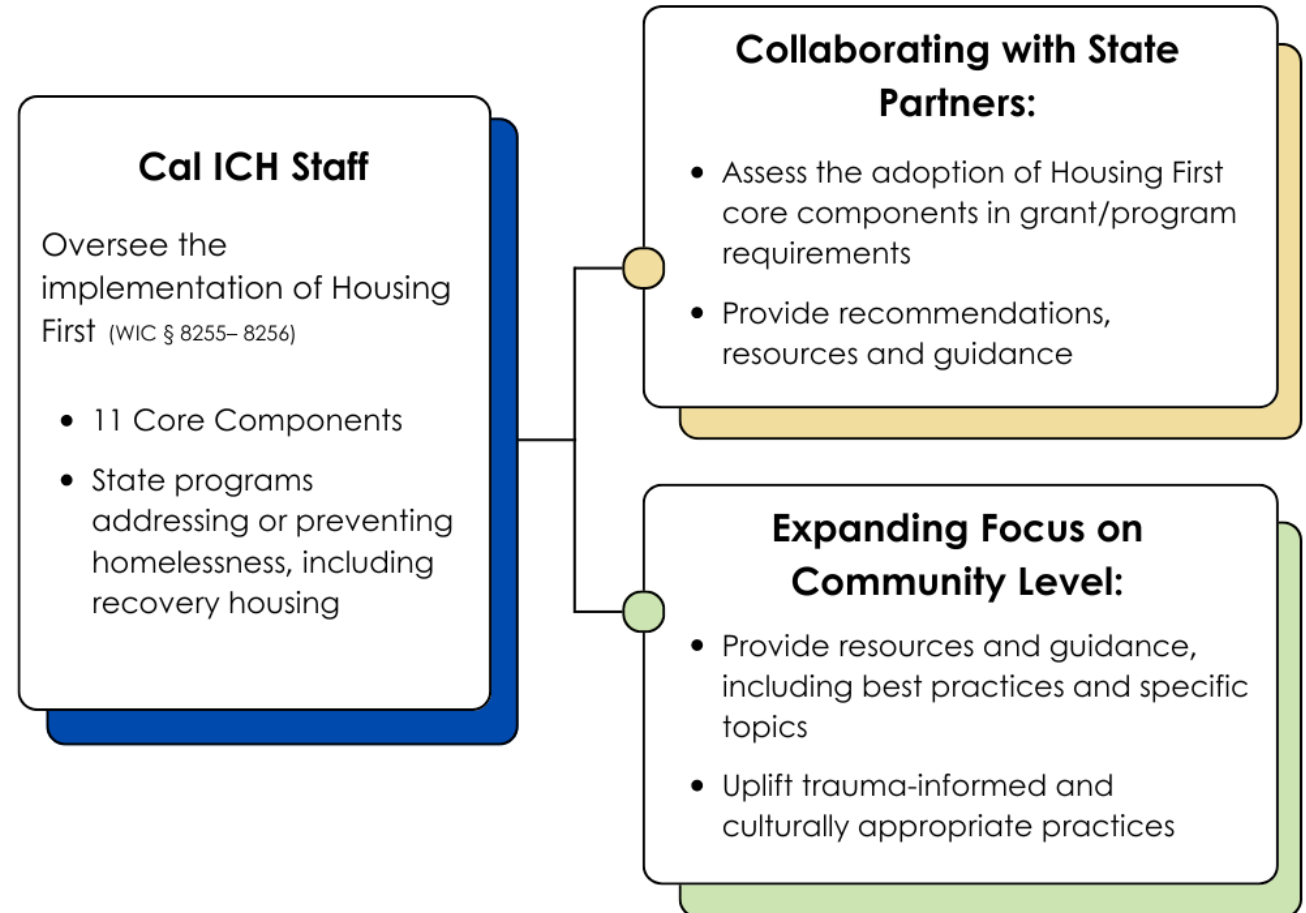 Cal ICH Staff
Oversee the
implementation of Housing
First (WIC § 8255– 8256)
• 11 Core Components
• State programs
addressing or preventing
homelessness, including
recovery housing
Collaborating with State
Partners:
• Assess the adoption of Housing First
core components in grant/program
requirements
• Provide recommendations,
resources and guidance
Expanding Focus on
Community Level:
• Provide resources and guidance,
including best practices and specific
topics
• Uplift trauma-informed and
culturally appropriate practices